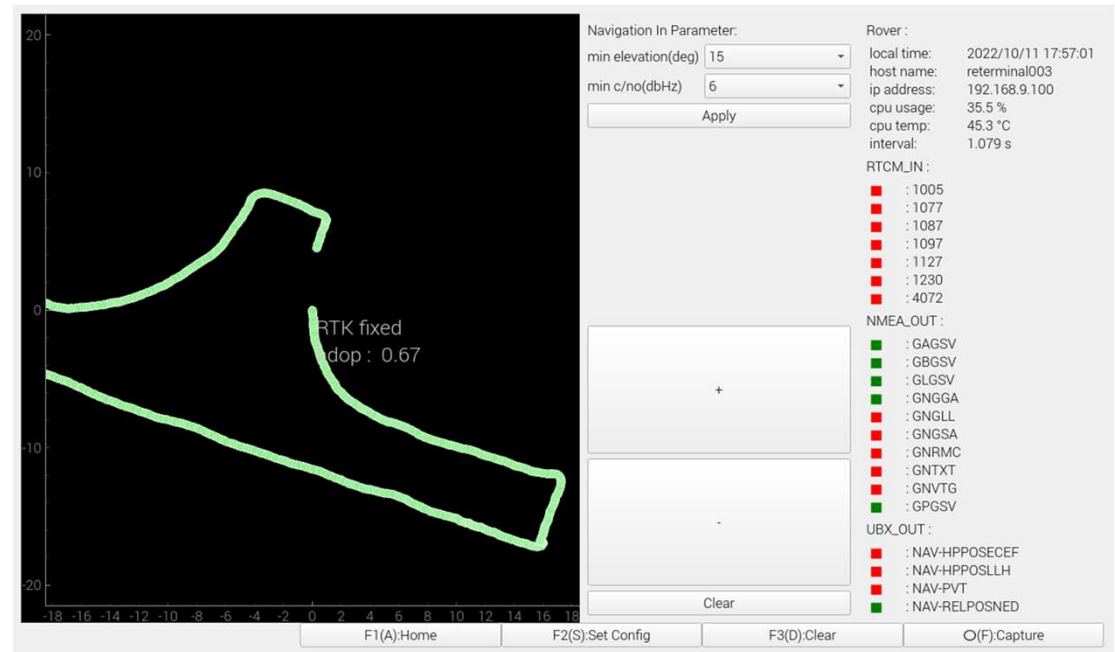 20
10
0
-10
-20
-18 -16 -14 -12 -10 -8 -6 -4 -2 0 2 4 6 8 10 12 14 16 18
RTK fixed
hdop : 0.67
Navigation In Parameter:
min elevation(deg) 15
min c/no(dbHz) 6
Apply
+
-
Clear
Rover :
local time: 2022/10/11 17:57:01
host name: reterminal003
ip address: 192.168.9.100
cpu usage: 35.5 %
cpu temp: 45.3 °C
interval: 1.079 s
RTCM_IN :
: 1005
: 1077
: 1087
: 1097
: 1127
: 1230
: 4072
NMEA_OUT :
: GAGSV
: GBGSV
: GLGSV
: GNGGA
: GNGLL
: GNGSA
: GNRMC
: GNTXT
: GNVTG
: GPGSV
UBX_OUT :
: NAV-HPPOSECEF
: NAV-HPPOSLLH
: NAV-PVT
: NAV-RELPOSNED
F1(A):Home
F2(S):Set Config
F3(D):Clear
O(F):Capture